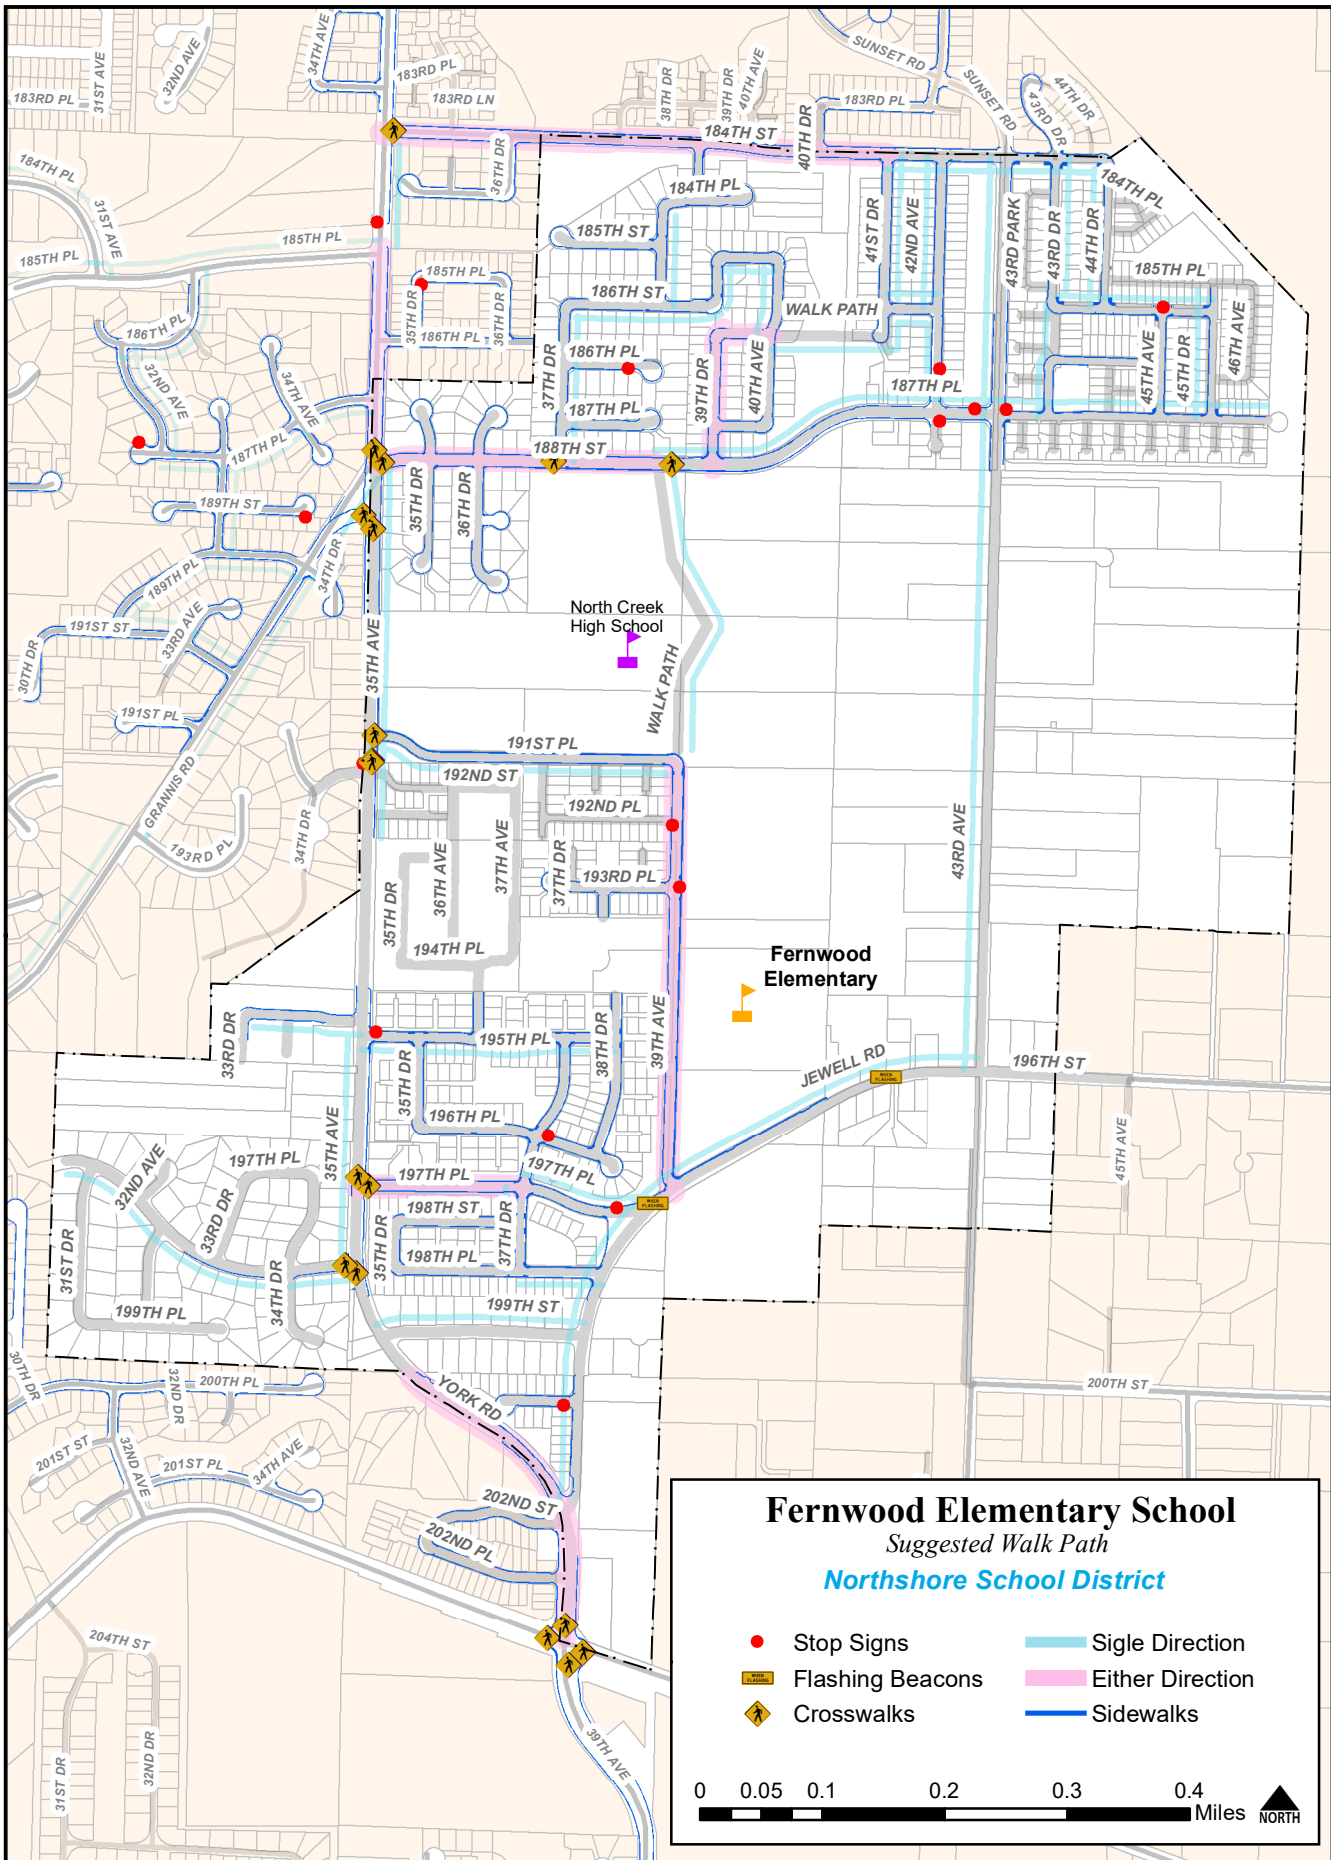 34TH AVE
32ND AVE
31ST AVE
183RD PL
183RD PL
183RD LN
38TH DR
39TH DR
40TH AVE
SUNSET RD
SUNSET RD
183RD PL
44TH DR
43RD DR
184TH ST
40TH DR
36TH DR
184TH PL
31ST AVE
185TH PL
185TH PL
184TH PL
185TH ST
41ST DR
42ND AVE
43RD PARK
43RD DR
44TH DR
184TH PL
185TH PL
35TH DR
185TH PL
36TH DR
186TH PL
186TH ST
WALK PATH
185TH PL
46TH AVE
45TH AVE
45TH DR
186TH PL
32ND AVE
34TH AVE
187TH PL
37TH DR
186TH PL
187TH PL
39TH DR
40TH AVE
187TH PL
188TH ST
35TH DR
36TH DR
189TH ST
34TH DR
189TH PL
33RD AVE
191ST ST
30TH DR
191ST PL
35TH AVE
North Creek
High School
WALK PATH
GRANNIS RD
191ST PL
192ND ST
192ND PL
193RD PL
34TH DR
36TH AVE
37TH AVE
37TH DR
193RD PL
35TH DR
194TH PL
43RD AVE
Fernwood
Elementary
33RD DR
195TH PL
35TH DR
38TH DR
39TH AVE
JEWELL RD
WHEN
FLASHING
196TH ST
45TH AVE
35TH AVE
196TH PL
197TH PL
32ND AVE
33RD DR
31ST DR
197TH PL
197TH PL
WHEN
FLASHING
198TH ST
37TH DR
35TH DR
198TH PL
34TH DR
199TH PL
199TH ST
30TH DR
200TH PL
32ND DR
YORK RD
200TH ST
201ST ST
32ND AVE
201ST PL
34TH AVE
202ND ST
202ND PL
204TH ST
31ST DR
32ND DR
39TH AVE
Fernwood Elementary School
Suggested Walk Path
Northshore School District
Stop Signs
Sigle Direction
WHEN
FLASHING
Flashing Beacons
Either Direction
Crosswalks
Sidewalks
0 0.05 0.1 0.2 0.3 0.4
Miles
NORTH